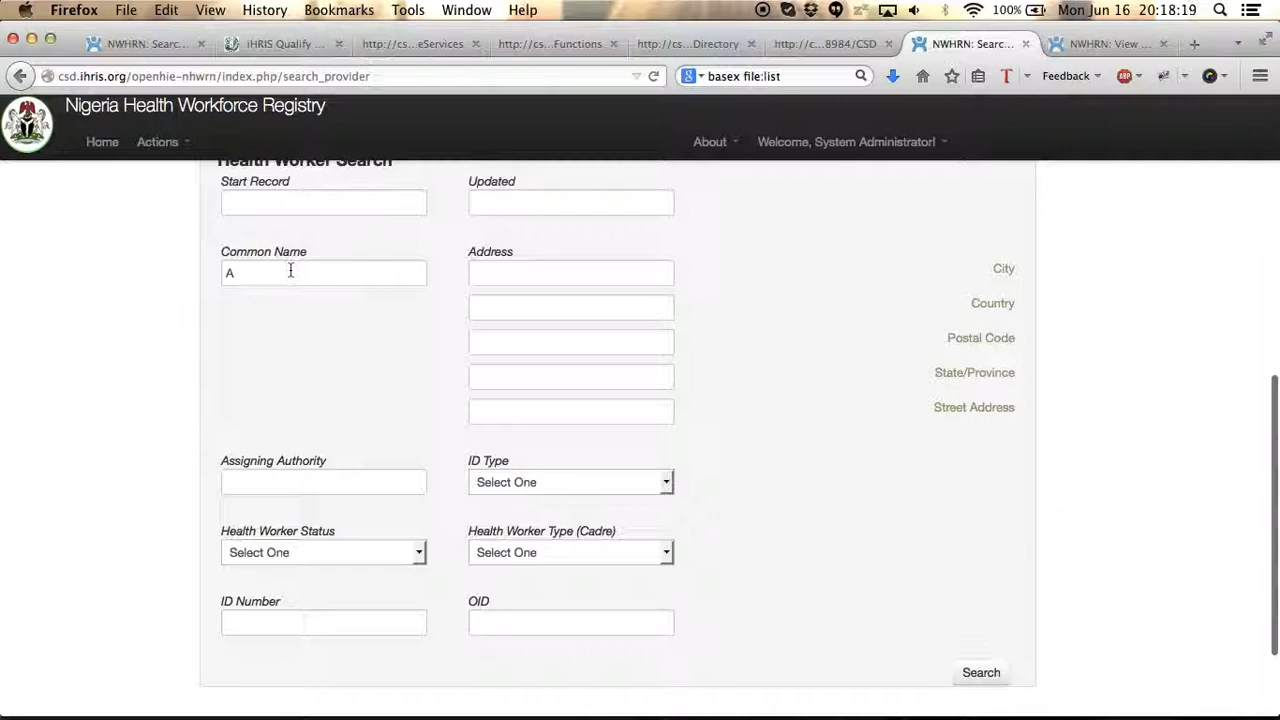 Firefox File Edit View History Bookmarks Tools Window Help 100% Mon Jun 16 20:18:19
NWHRN: Searc... iHRIS Qualify ... http://cs...eServices http://cs...Functions http://cs...Directory http://c...8984/CSD NWHRN: Searc... NWHRN: View ...
csd.ihris.org/openhie-nhwrn/index.php/search_provider basex file:list Feedback ABP
Nigeria Health Workforce Registry
Home Actions About Welcome, System Administrator!
Health Worker Search
Start Record Updated
Common Name Address
A City
Country
Postal Code
State/Province
Street Address
Assigning Authority ID Type
Select One
Health Worker Status Health Worker Type (Cadre)
Select One Select One
ID Number OID
Search